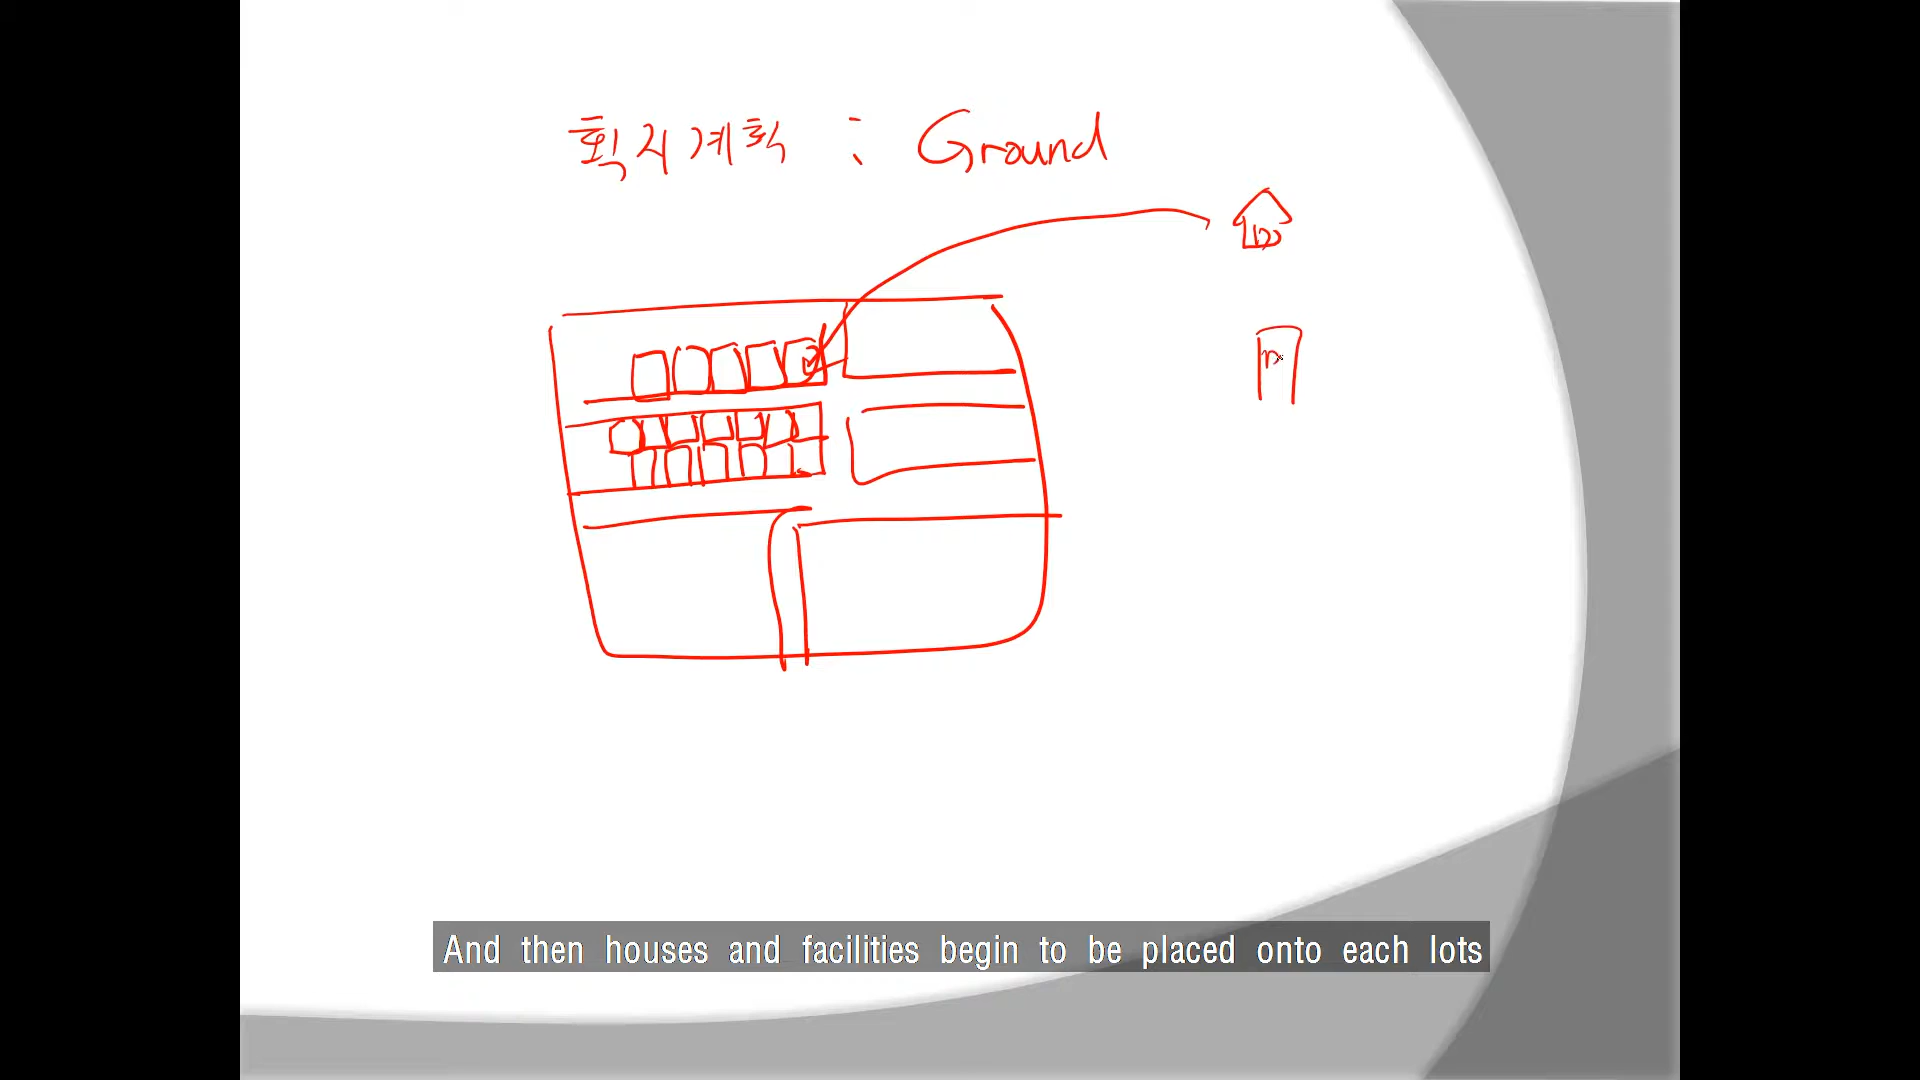 획지계획 : Ground
And then houses and facilities begin to be placed onto each lots